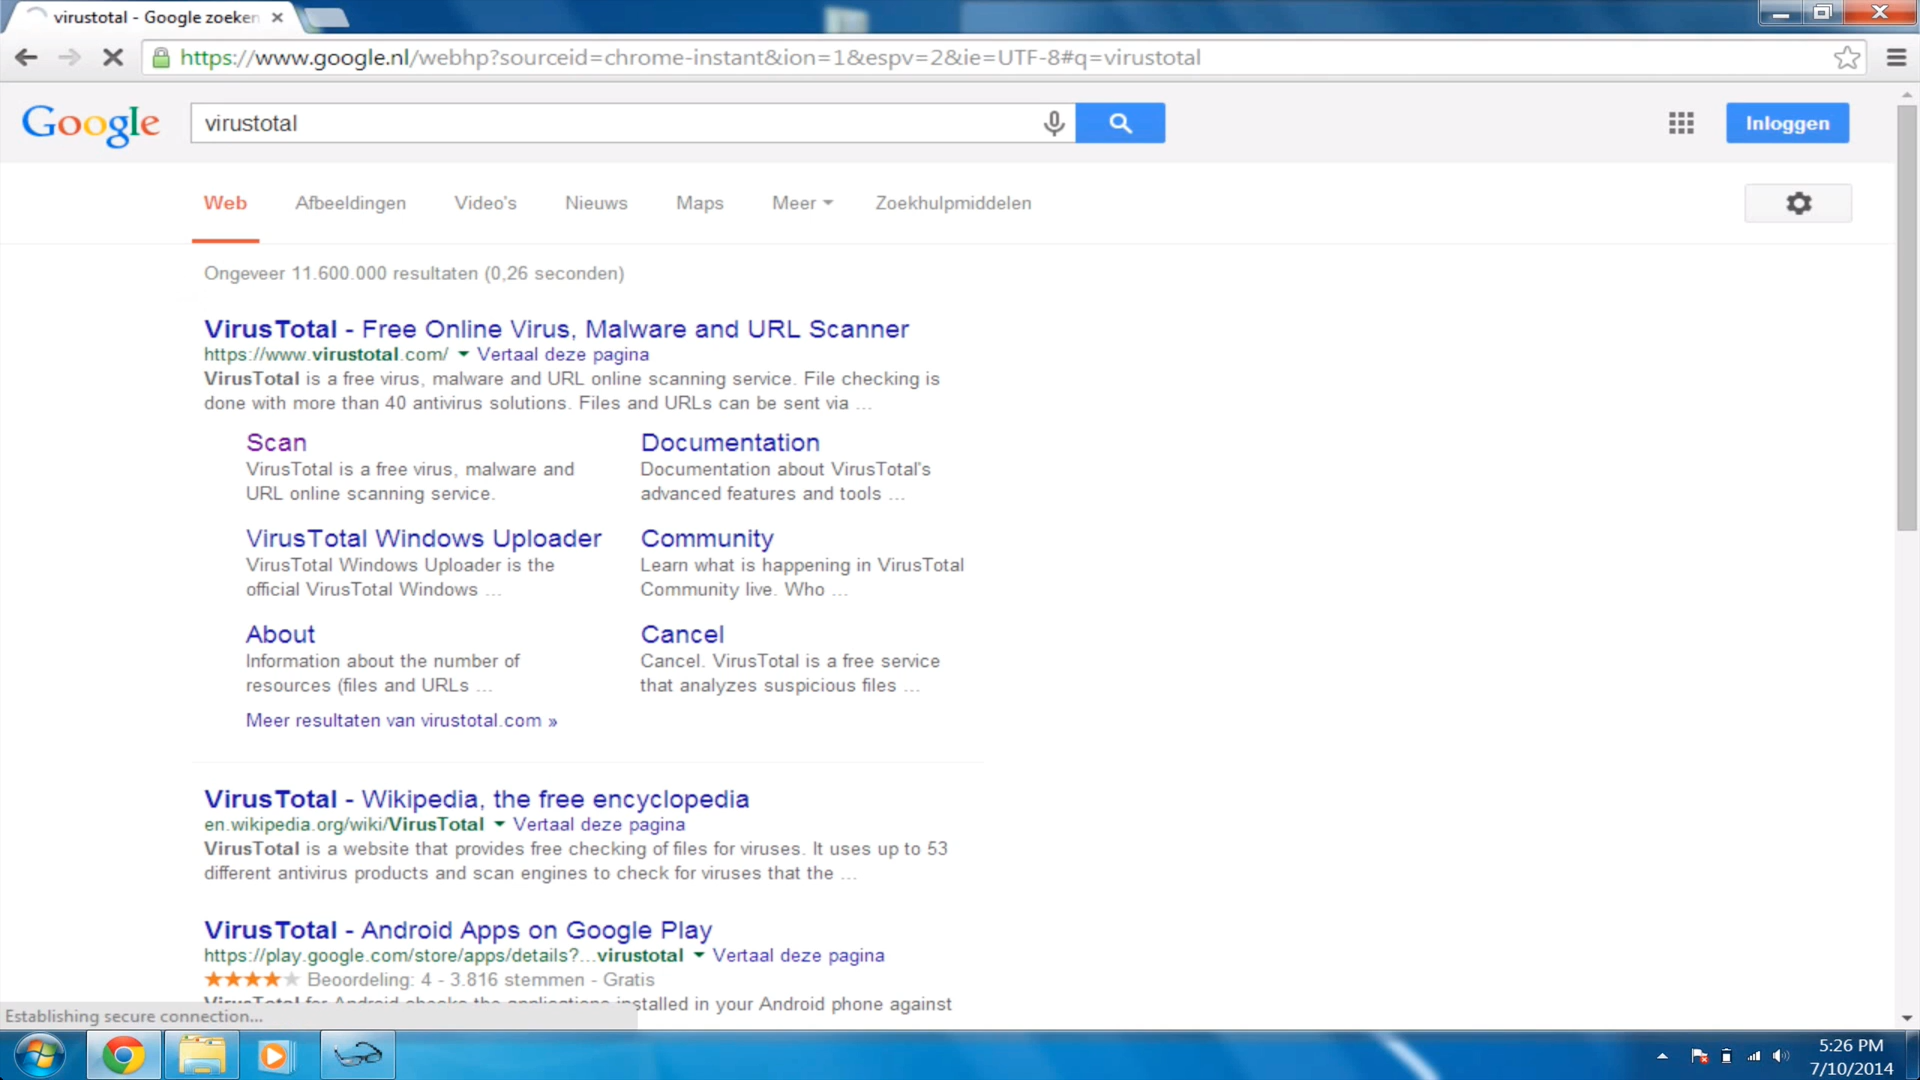 virustotal - Google zoeken
https://www.google.nl/webhp?sourceid=chrome-instant&ion=1&espv=2&ie=UTF-8#q=virustotal
Google
virustotal
Inloggen
Web Afbeeldingen Video's Nieuws Maps Meer Zoekhulpmiddelen
Ongeveer 11.600.000 resultaten (0,26 seconden)
VirusTotal - Free Online Virus, Malware and URL Scanner
https://www.virustotal.com/ Vertaal deze pagina
VirusTotal is a free virus, malware and URL online scanning service. File checking is
done with more than 40 antivirus solutions. Files and URLs can be sent via ...
Scan
VirusTotal is a free virus, malware and
URL online scanning service.
Documentation
Documentation about VirusTotal's
advanced features and tools ...
VirusTotal Windows Uploader
VirusTotal Windows Uploader is the
official VirusTotal Windows ...
Community
Learn what is happening in VirusTotal
Community live. Who ...
About
Information about the number of
resources (files and URLs ...
Cancel
Cancel. VirusTotal is a free service
that analyzes suspicious files ...
Meer resultaten van virustotal.com »
VirusTotal - Wikipedia, the free encyclopedia
en.wikipedia.org/wiki/VirusTotal Vertaal deze pagina
VirusTotal is a website that provides free checking of files for viruses. It uses up to 53
different antivirus products and scan engines to check for viruses that the ...
VirusTotal - Android Apps on Google Play
https://play.google.com/store/apps/details?...virustotal Vertaal deze pagina
Beoordeling: 4 - 3.816 stemmen - Gratis
VirusTotal for Android checks the applications installed in your Android phone against
Establishing secure connection...
5:26 PM
7/10/2014